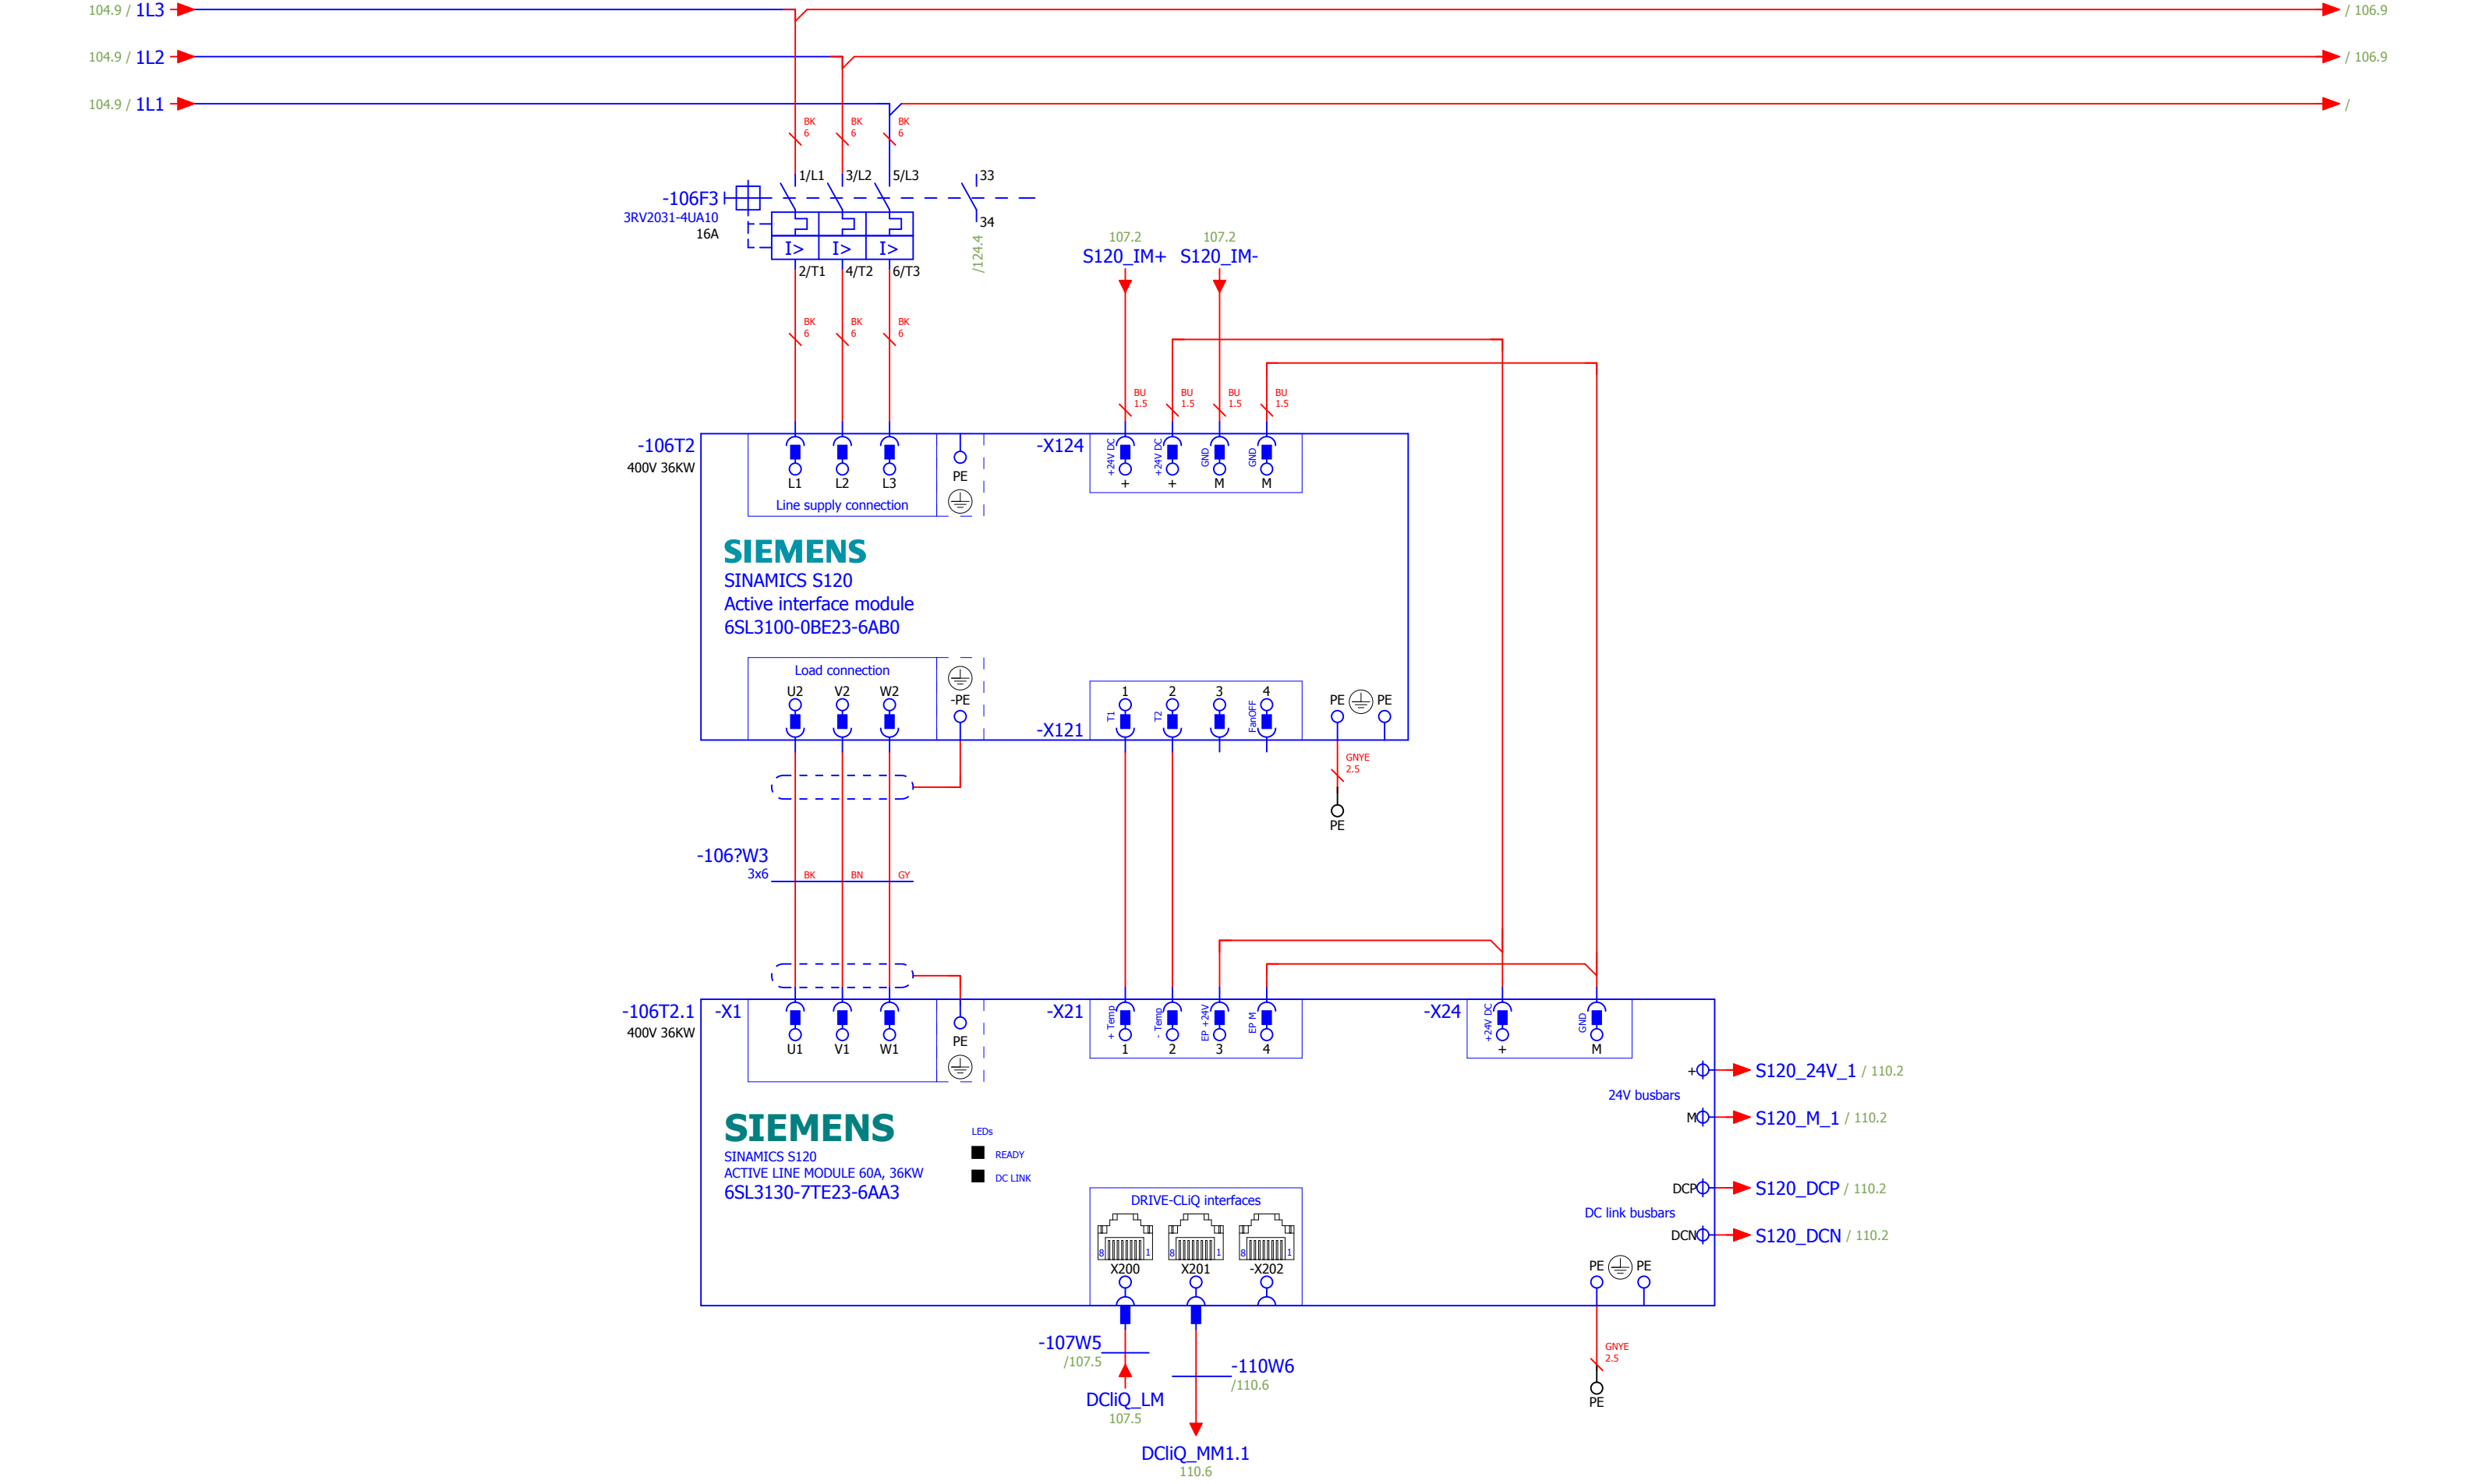 104.9 / 1L3
/ 106.9
104.9 / 1L2
/ 106.9
104.9 / 1L1
/
BK
6
BK
6
BK
6
1/L1
3/L2
5/L3
33
-106F3
3RV2031-4UA10
16A
34
/124.4
I>
I>
I>
2/T1
4/T2
6/T3
107.2
107.2
S120_IM+
S120_IM-
BK
6
BK
6
BK
6
BU
1.5
BU
1.5
BU
1.5
BU
1.5
-106T2
400V 36KW
L1
L2
L3
PE
Line supply connection
-X124
+24V DC
+24V DC
GND
GND
+
+
M
M
SIEMENS
SINAMICS S120
Active interface module
6SL3100-0BE23-6AB0
Load connection
U2
V2
W2
-PE
-X121
1
2
3
4
T1
T2
FanOFF
PE
PE
GNYE
2.5
PE
-106?W3
3x6
BK
BN
GY
-106T2.1
400V 36KW
-X1
U1
V1
W1
PE
-X21
+ Temp
- Temp
EP +24V
EP M
1
2
3
4
-X24
+24V DC
GND
+
M
+
S120_24V_1 / 110.2
24V busbars
M
S120_M_1 / 110.2
DCP
S120_DCP / 110.2
DC link busbars
DCN
S120_DCN / 110.2
SIEMENS
SINAMICS S120
ACTIVE LINE MODULE 60A, 36KW
6SL3130-7TE23-6AA3
LEDs
READY
DC LINK
DRIVE-CLiQ interfaces
8
1
8
1
8
1
X200
X201
-X202
PE
PE
GNYE
2.5
PE
-107W5
/107.5
DCliQ_LM
107.5
-110W6
/110.6
DCliQ_MM1.1
110.6